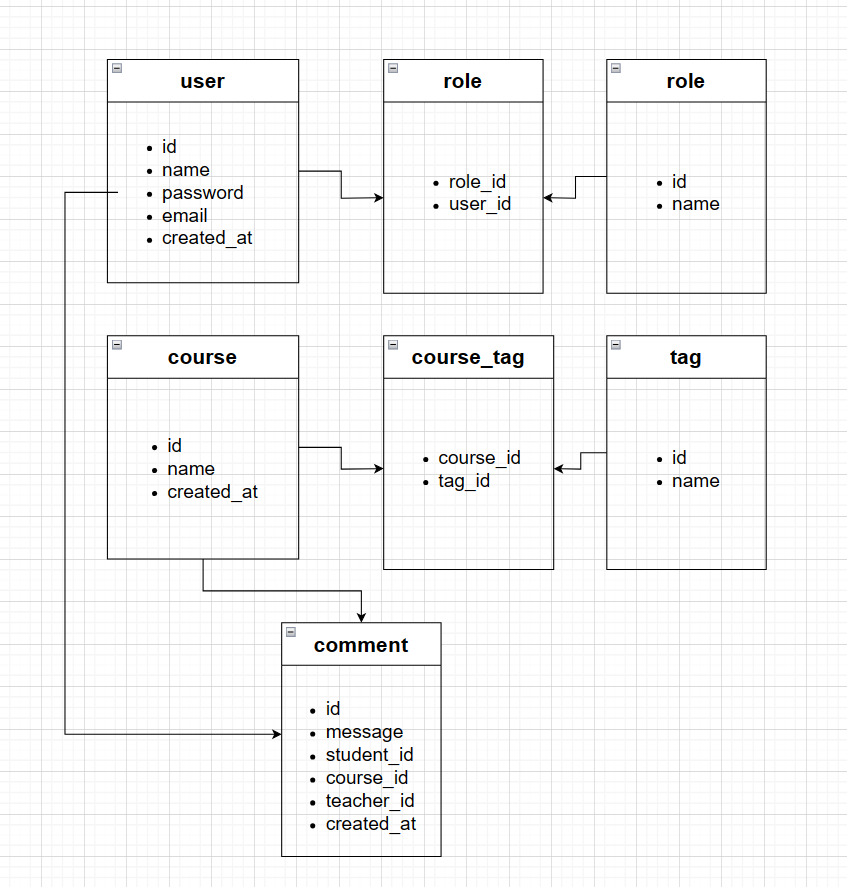 user
id
name
password
email
created_at
role
role_id
user_id
role
id
name
course
id
name
created_at
course_tag
course_id
tag_id
tag
id
name
comment
id
message
student_id
course_id
teacher_id
created_at